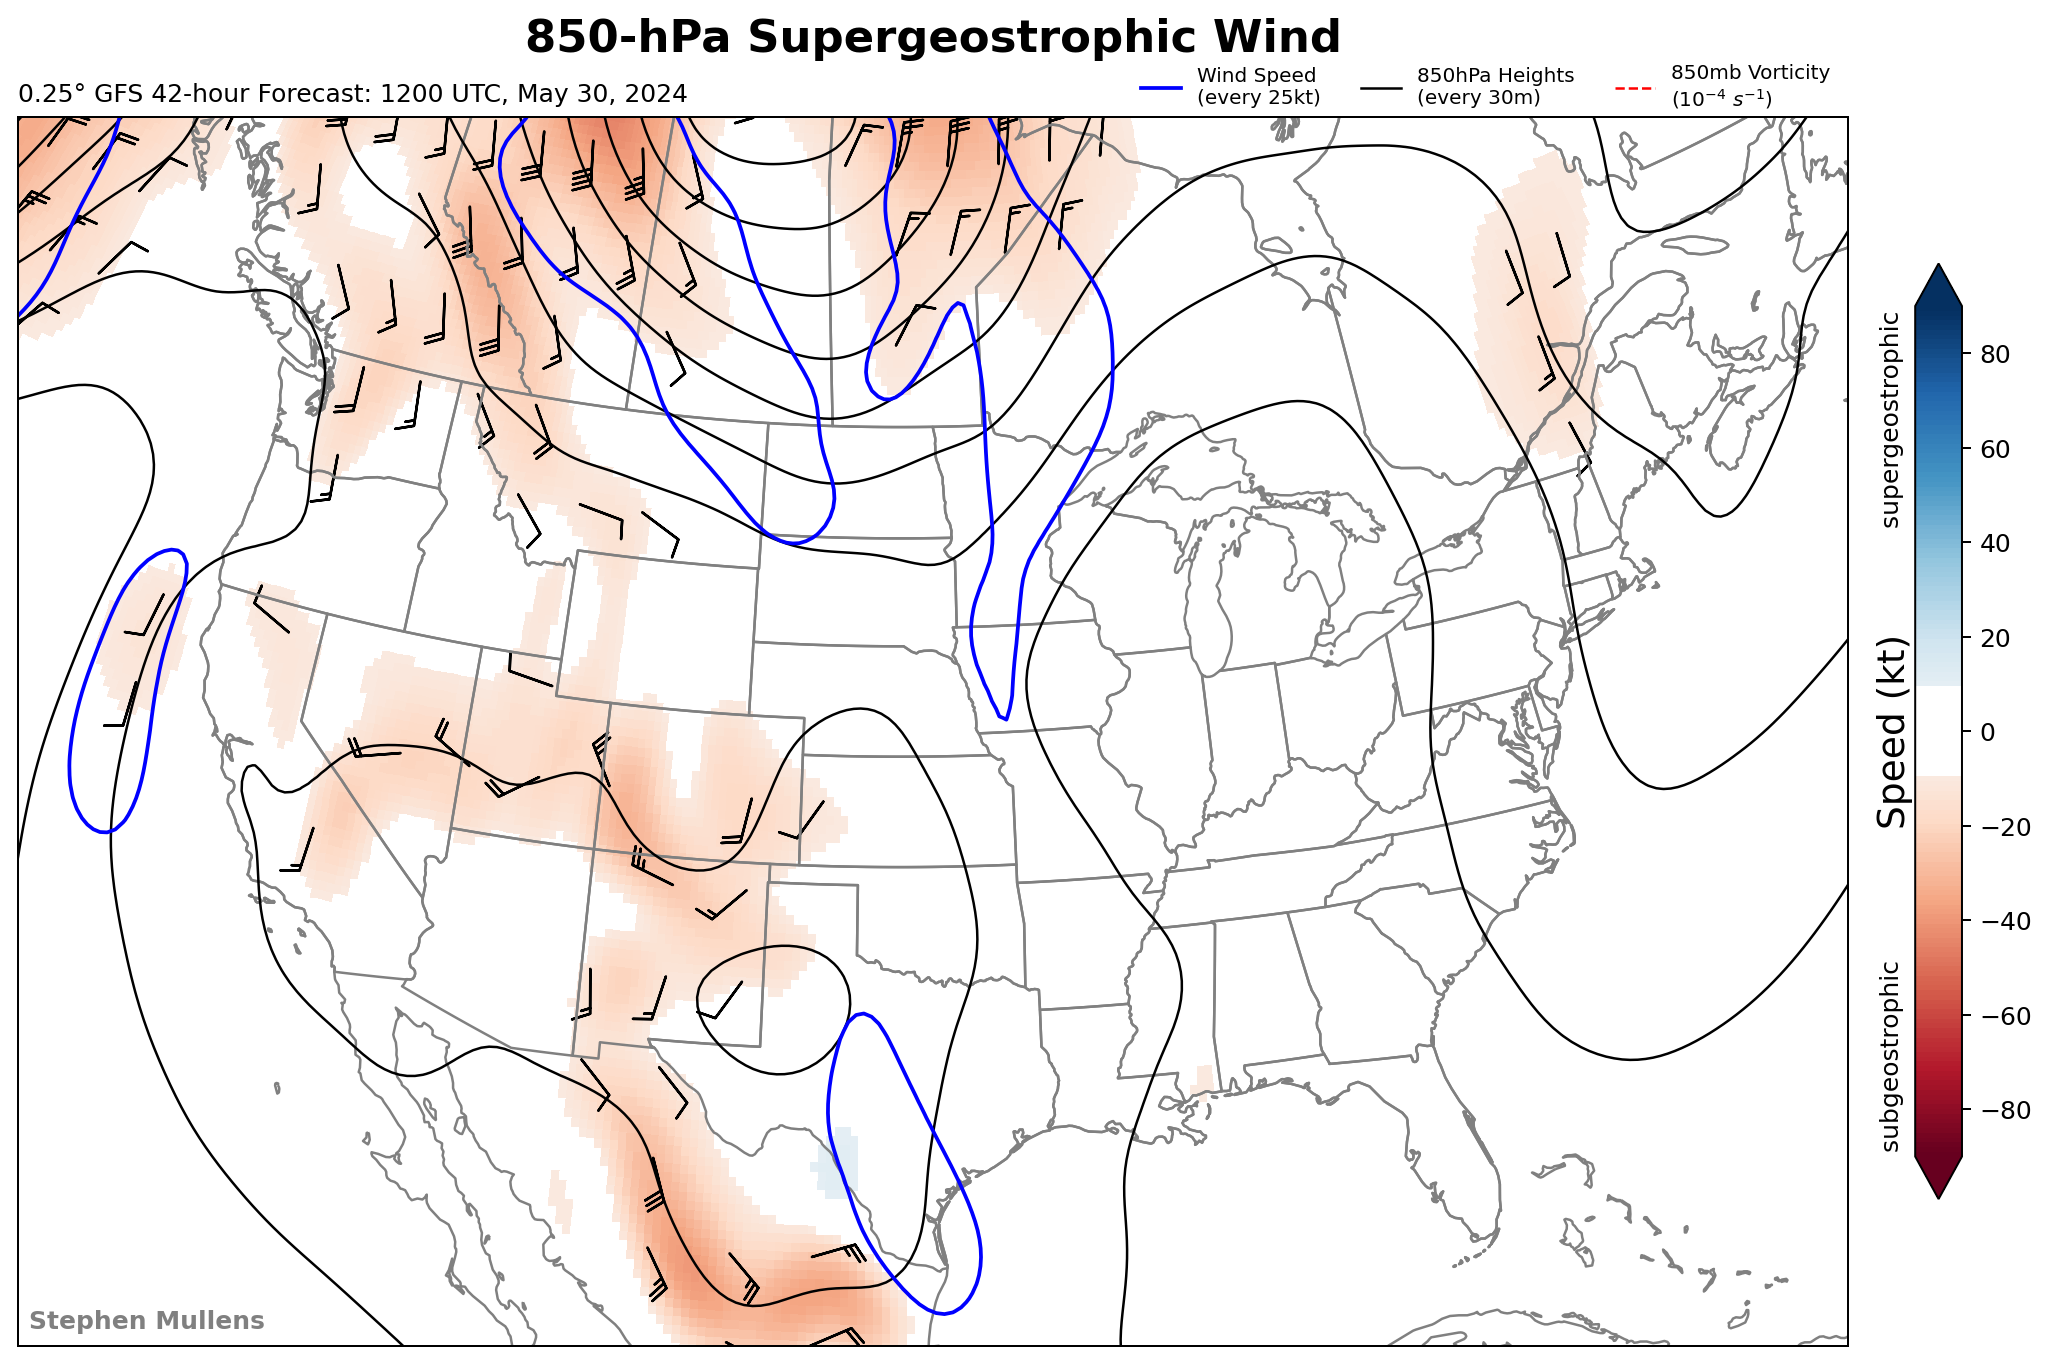 850-hPa Supergeostrophic Wind
0.25° GFS 42-hour Forecast: 1200 UTC, May 30, 2024
Wind Speed
(every 25kt)
850hPa Heights
(every 30m)
850mb Vorticity
(10⁻⁴ s⁻¹)
supergeostrophic
Speed (kt)
subgeostrophic
80
60
40
20
0
−20
−40
−60
−80
Stephen Mullens